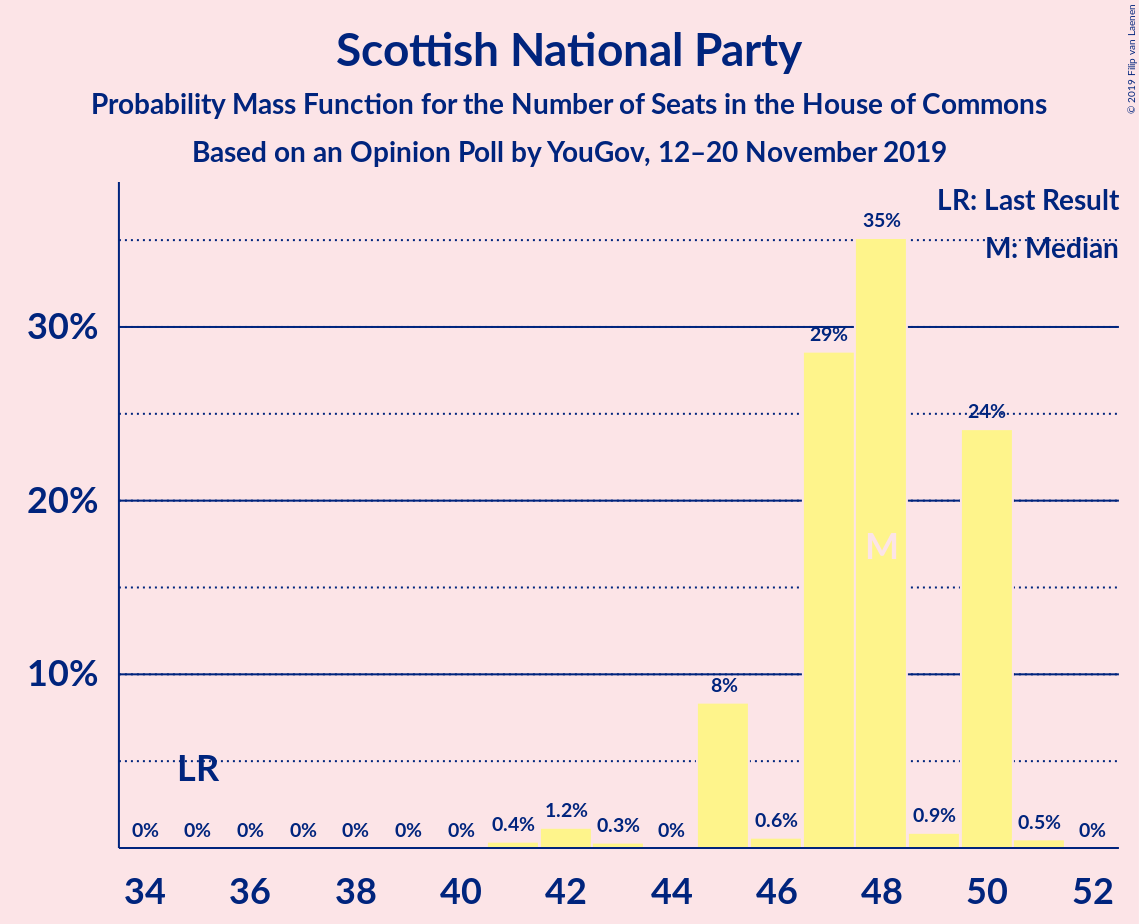 Scottish National Party
Probability Mass Function for the Number of Seats in the House of Commons
Based on an Opinion Poll by YouGov, 12–20 November 2019
© 2019 Filip van Laenen
LR: Last Result
M: Median
35%
30%
29%
24%
20%
M
10%
8%
LR
0% 0% 0% 0% 0% 0% 0% 0.4% 1.2% 0.3% 0% 0.6% 0.9% 0.5% 0%
34 36 38 40 42 44 46 48 50 52